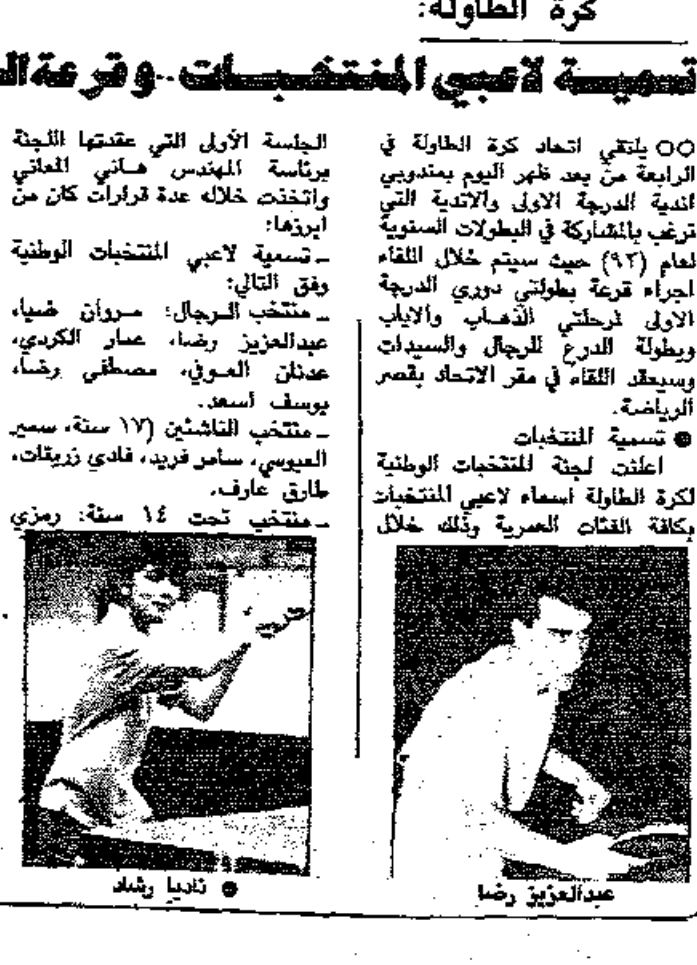 كرة الطاولة:
تسمية لاعبي المنتخبات..وقرعة
○○ يلتقي اتحاد كرة الطاولة في
الرابعة من بعد ظهر اليوم بمندوبي
اندية الدرجة الاولى والاندية التي
ترغب بالمشاركة في البطولات السنوية
لعام (٩٢) حيث سيتم خلال اللقاء
اجراء قرعة بطولتي دوري الدرجة
الاولى لمرحلتي الذهاب والاياب
وبطولة الدرع للرجال والسيدات
وسيعقد اللقاء في مقر الاتحاد بقصر
الرياضة.
● تسمية المنتخبات
اعلنت لجنة المنتخبات الوطنية
لكرة الطاولة اسماء لاعبي المنتخبات
بكافة الفئات العمرية وذلك خلال
الجلسة الأولى التي عقدتها اللجنة
برئاسة المهندس هاني المعاني
واتخذت خلاله عدة قرارات كان من
ابرزها:
ـ تسمية لاعبي المنتخبات الوطنية
وفق التالي:
ـ منتخب الرجال: مروان ضياء
عبدالعزيز رضا، عمار الكردي،
عدنان العوفي، مصطفى رضا،
يوسف اسعد.
ـ منتخب الناشئين (١٧ سنة، سمير
العبوسي، سامر فريد، فادي زريقات،
طارق عارف.
ـ منتخب تحت ١٤ سنة: رمزي
عبدالعزيز رضا
● ناديا رشاد